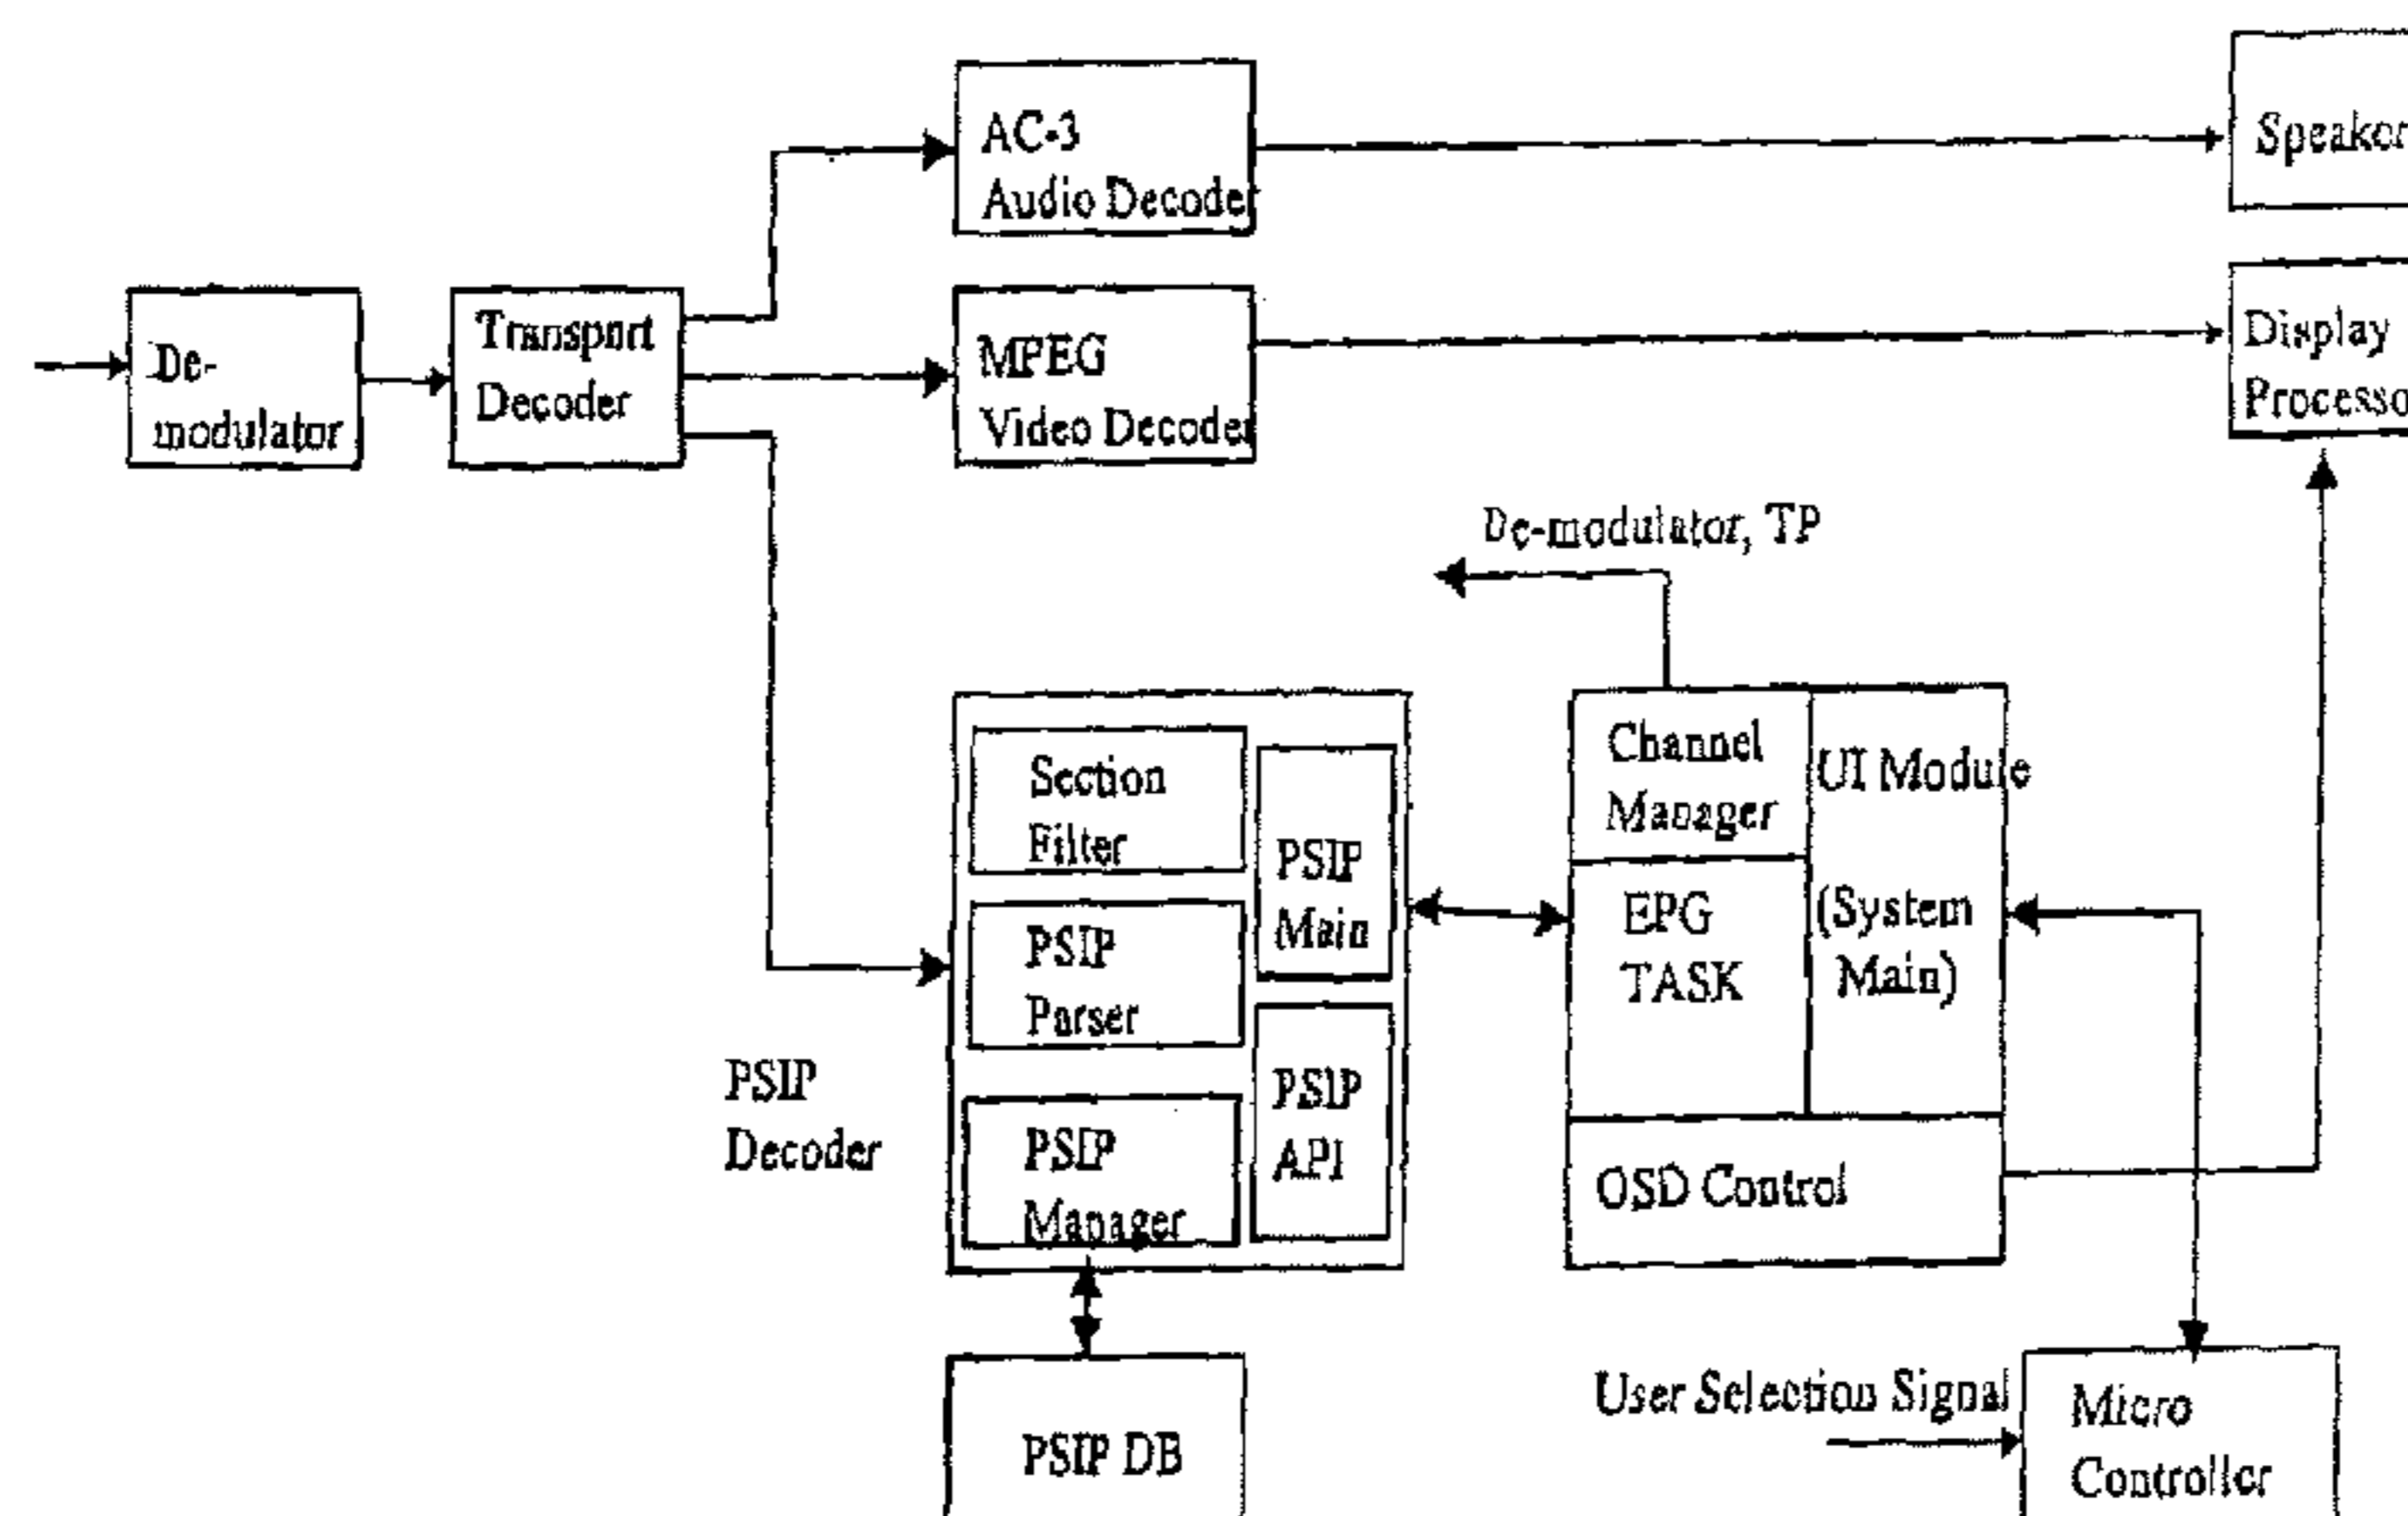 AC-3
Audio Decoder
Speaker
De-
modulator
Transport
Decoder
MPEG
Video Decoder
Display
Processo
De-modulator, TP
Section
Filter
PSIP
Parser
PSIP
Manager
PSIP
Main
PSIP
API
PSIP
Decoder
Channel
Manager
UI Module
(System
Main)
EPG
TASK
OSD Control
PSIP DB
User Selection Signal
Micro
Controller